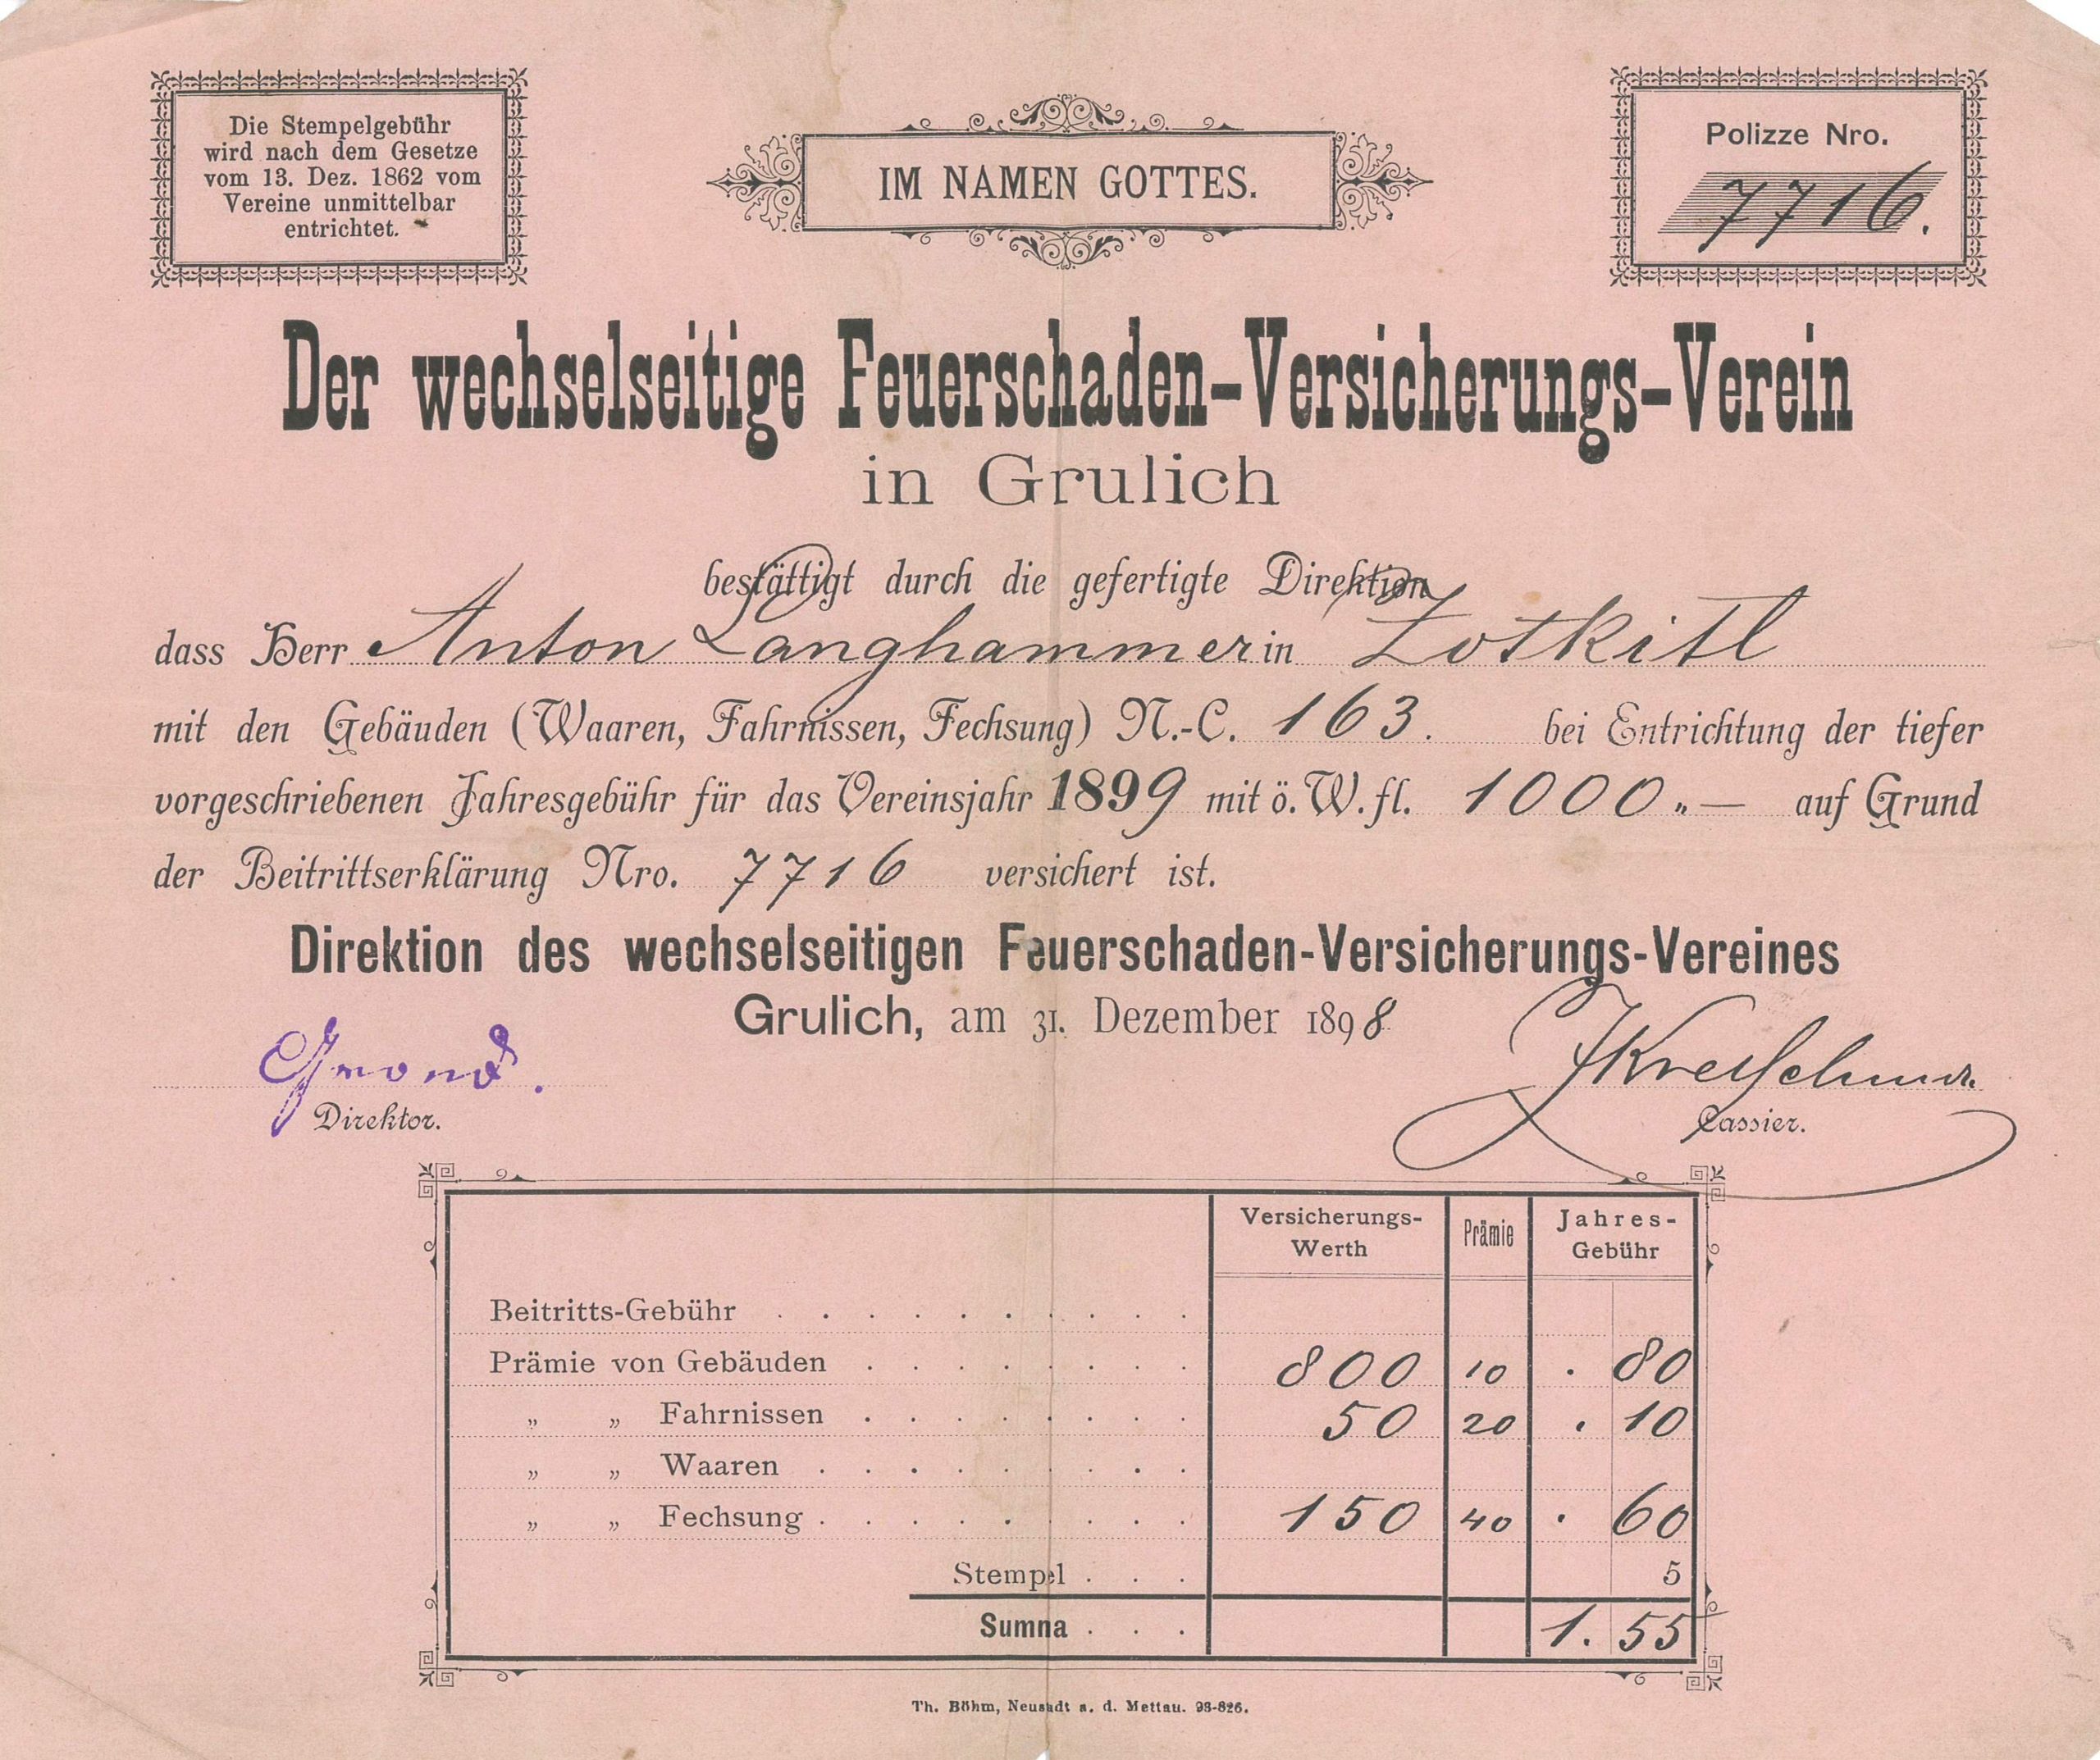 Die Stempelgebühr
wird nach dem Gesetze
vom 13. Dez. 1862 vom
Vereine unmittelbar
entrichtet.
IM NAMEN GOTTES.
Polizze Nro.
7716.
Der wechselseitige Feuerschaden-Versicherungs-Verein
in Grulich
bestättigt durch die gefertigte Direktion
dass Herr Anton Langhammer in Zotkitl
mit den Gebäuden (Waaren, Fahrnissen, Fechsung) N.-C. 163. bei Entrichtung der tiefer
vorgeschriebenen Jahresgebühr für das Vereinsjahr 1899 mit ö. W. fl. 1000.„— auf Grund
der Beitrittserklärung Nro. 7716 versichert ist.
Direktion des wechselseitigen Feuerschaden-Versicherungs-Vereines
Grulich, am 31. Dezember 1898
Direktor.
Cassier.
Versicherungs-Werth Prämie Jahres-Gebühr
Beitritts-Gebühr
Prämie von Gebäuden 800 10 . 80
„ „ Fahrnissen 50 20 . 10
„ „ Waaren
„ „ Fechsung 150 40 . 60
Stempel 5
Summa 1. 55
Th. Böhm, Neustadt a. d. Mettau. 98-826.